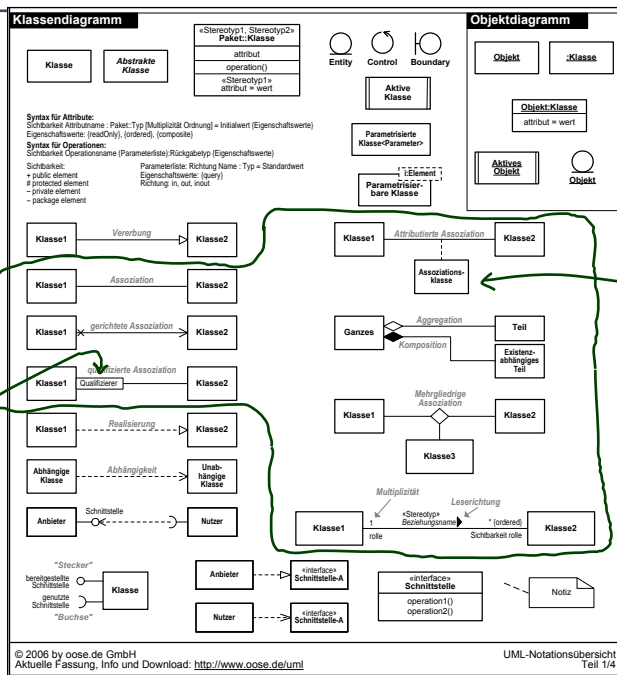 Klassendiagramm
Klasse
Abstrakte
Klasse
«Stereotyp1, Stereotyp2»
Paket::Klasse
attribut
operation()
«Stereotyp1»
attribut = wert
Entity
Control
Boundary
Aktive
Klasse
Parametrisierte
Klasse<Parameter>
i:Element
Parametrisier-
bare Klasse
Objektdiagramm
Objekt
:Klasse
Objekt:Klasse
attribut = wert
Aktives
Objekt
Objekt
Syntax für Attribute:
Sichtbarkeit Attributname : Paket::Typ [Multiplizität Ordnung] = Initialwert {Eigenschaftswerte}
Eigenschaftswerte: {readOnly}, {ordered}, {composite}
Syntax für Operationen:
Sichtbarkeit Operationsname (Parameterliste):Rückgabetyp {Eigenschaftswerte}
Sichtbarkeit:
+ public element
# protected element
− private element
~ package element
Parameterliste: Richtung Name : Typ = Standardwert
Eigenschaftswerte: {query}
Richtung: in, out, inout
Klasse1
Vererbung
Klasse2
Klasse1
Assoziation
Klasse2
Klasse1
gerichtete Assoziation
Klasse2
Klasse1
Qualifizierer
qualifizierte Assoziation
Klasse2
Klasse1
Realisierung
Klasse2
Abhängige
Klasse
Abhängigkeit
Unab-
hängige
Klasse
Anbieter
Schnittstelle
Nutzer
Klasse1
Attributierte Assoziation
Klasse2
Assoziations-
klasse
Ganzes
Aggregation
Teil
Komposition
Existenz-
abhängiges
Teil
Klasse1
Mehrgliedrige
Assoziation
Klasse2
Klasse3
Multiplizität
Leserichtung
Klasse1
1
rolle
«Stereotyp»
Beziehungsname
* {ordered}
Sichtbarkeit rolle
Klasse2
"Stecker"
bereitgestellte
Schnittstelle
genutzte
Schnittstelle
"Buchse"
Klasse
Anbieter
«interface»
Schnittstelle-A
Nutzer
«interface»
Schnittstelle-A
«interface»
Schnittstelle
operation1()
operation2()
Notiz
© 2006 by oose.de GmbH
Aktuelle Fassung, Info und Download: http://www.oose.de/uml
UML-Notationsübersicht
Teil 1/4